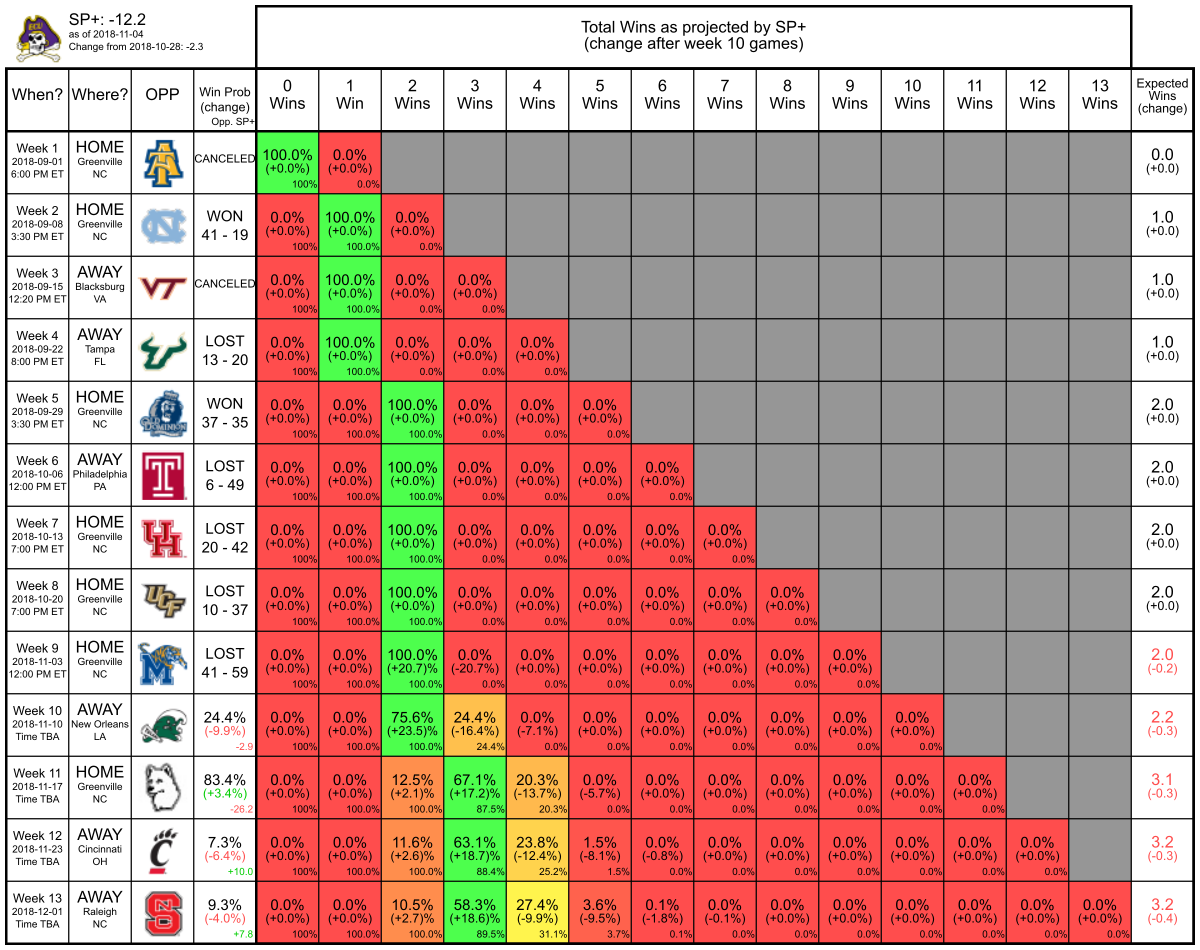 SP+: -12.2
as of 2018-11-04
Change from 2018-10-28: -2.3
Total Wins as projected by SP+
(change after week 10 games)
When? Where? OPP Win Prob (change) Opp. SP+ 0 Wins 1 Win 2 Wins 3 Wins 4 Wins 5 Wins 6 Wins 7 Wins 8 Wins 9 Wins 10 Wins 11 Wins 12 Wins 13 Wins Expected Wins (change)
Week 1 HOME
2018-09-01 Greenville CANCELED 100.0% 0.0% 0.0
6:00 PM ET NC (+0.0%) (+0.0%) (+0.0)
100% 0.0%
Week 2 HOME
2018-09-08 Greenville WON 0.0% 100.0% 0.0% 1.0
3:30 PM ET NC 41 - 19 (+0.0%) (+0.0%) (+0.0%) (+0.0)
100% 100.0% 0.0%
Week 3 AWAY
2018-09-15 Blacksburg VT CANCELED 0.0% 100.0% 0.0% 0.0% 1.0
12:20 PM ET VA (+0.0%) (+0.0%) (+0.0%) (+0.0%) (+0.0)
100% 100.0% 0.0% 0.0%
Week 4 AWAY
2018-09-22 Tampa LOST 0.0% 100.0% 0.0% 0.0% 0.0% 1.0
8:00 PM ET FL 13 - 20 (+0.0%) (+0.0%) (+0.0%) (+0.0%) (+0.0%) (+0.0)
100% 100.0% 0.0% 0.0% 0.0%
Week 5 HOME
2018-09-29 Greenville OLD DOMINION WON 0.0% 0.0% 100.0% 0.0% 0.0% 0.0% 2.0
3:30 PM ET NC 37 - 35 (+0.0%) (+0.0%) (+0.0%) (+0.0%) (+0.0%) (+0.0%) (+0.0)
100% 100% 100.0% 0.0% 0.0% 0.0%
Week 6 AWAY
2018-10-06 Philadelphia T LOST 0.0% 0.0% 100.0% 0.0% 0.0% 0.0% 0.0% 2.0
12:00 PM ET PA 6 - 49 (+0.0%) (+0.0%) (+0.0%) (+0.0%) (+0.0%) (+0.0%) (+0.0%) (+0.0)
100% 100% 100.0% 0.0% 0.0% 0.0% 0.0%
Week 7 HOME
2018-10-13 Greenville UH LOST 0.0% 0.0% 100.0% 0.0% 0.0% 0.0% 0.0% 0.0% 2.0
7:00 PM ET NC 20 - 42 (+0.0%) (+0.0%) (+0.0%) (+0.0%) (+0.0%) (+0.0%) (+0.0%) (+0.0%) (+0.0)
100% 100% 100.0% 0.0% 0.0% 0.0% 0.0% 0.0%
Week 8 HOME
2018-10-20 Greenville UCF LOST 0.0% 0.0% 100.0% 0.0% 0.0% 0.0% 0.0% 0.0% 0.0% 2.0
7:00 PM ET NC 10 - 37 (+0.0%) (+0.0%) (+0.0%) (+0.0%) (+0.0%) (+0.0%) (+0.0%) (+0.0%) (+0.0%) (+0.0)
100% 100% 100.0% 0.0% 0.0% 0.0% 0.0% 0.0% 0.0%
Week 9 HOME
2018-11-03 Greenville M LOST 0.0% 0.0% 100.0% 0.0% 0.0% 0.0% 0.0% 0.0% 0.0% 0.0% 2.0
12:00 PM ET NC 41 - 59 (+0.0%) (+0.0%) (+20.7)% (-20.7%) (+0.0%) (+0.0%) (+0.0%) (+0.0%) (+0.0%) (+0.0%) (-0.2)
100% 100% 100.0% 0.0% 0.0% 0.0% 0.0% 0.0% 0.0% 0.0%
Week 10 AWAY
2018-11-10 New Orleans 24.4% 0.0% 0.0% 75.6% 24.4% 0.0% 0.0% 0.0% 0.0% 0.0% 0.0% 0.0% 2.2
Time TBA LA (-9.9%) (+0.0%) (+0.0%) (+23.5)% (-16.4%) (-7.1%) (+0.0%) (+0.0%) (+0.0%) (+0.0%) (+0.0%) (+0.0%) (-0.3)
-2.9 100% 100% 100.0% 24.4% 0.0% 0.0% 0.0% 0.0% 0.0% 0.0% 0.0%
Week 11 HOME
2018-11-17 Greenville 83.4% 0.0% 0.0% 12.5% 67.1% 20.3% 0.0% 0.0% 0.0% 0.0% 0.0% 0.0% 0.0% 3.1
Time TBA NC (+3.4%) (+0.0%) (+0.0%) (+2.1)% (+17.2)% (-13.7%) (-5.7%) (+0.0%) (+0.0%) (+0.0%) (+0.0%) (+0.0%) (+0.0%) (-0.3)
-26.2 100% 100% 100.0% 87.5% 20.3% 0.0% 0.0% 0.0% 0.0% 0.0% 0.0% 0.0%
Week 12 AWAY
2018-11-23 Cincinnati C 7.3% 0.0% 0.0% 11.6% 63.1% 23.8% 1.5% 0.0% 0.0% 0.0% 0.0% 0.0% 0.0% 0.0% 3.2
Time TBA OH (-6.4%) (+0.0%) (+0.0%) (+2.6)% (+18.7)% (-12.4%) (-8.1%) (-0.8%) (+0.0%) (+0.0%) (+0.0%) (+0.0%) (+0.0%) (+0.0%) (-0.3)
+10.0 100% 100% 100.0% 88.4% 25.2% 1.5% 0.0% 0.0% 0.0% 0.0% 0.0% 0.0% 0.0%
Week 13 AWAY
2018-12-01 Raleigh 9.3% 0.0% 0.0% 10.5% 58.3% 27.4% 3.6% 0.1% 0.0% 0.0% 0.0% 0.0% 0.0% 0.0% 0.0% 3.2
Time TBA NC (-4.0%) (+0.0%) (+0.0%) (+2.7)% (+18.6)% (-9.9%) (-9.5%) (-1.8%) (-0.1%) (+0.0%) (+0.0%) (+0.0%) (+0.0%) (+0.0%) (+0.0%) (-0.4)
+7.8 100% 100% 100.0% 89.5% 31.1% 3.7% 0.1% 0.0% 0.0% 0.0% 0.0% 0.0% 0.0% 0.0%